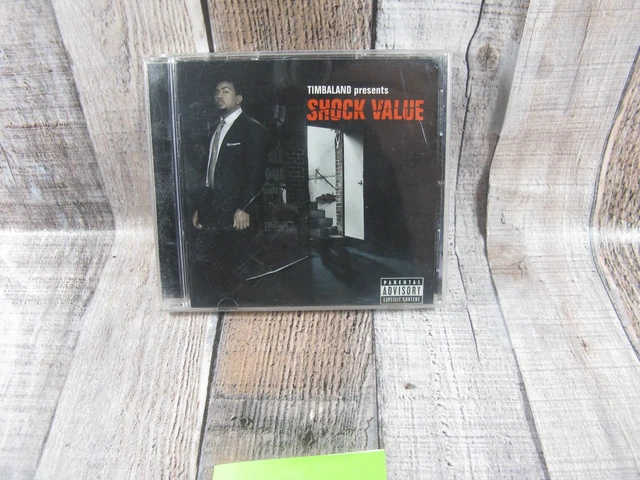 TIMBALAND presents
SHOCK VALUE
PARENTAL
ADVISORY
EXPLICIT CONTENT